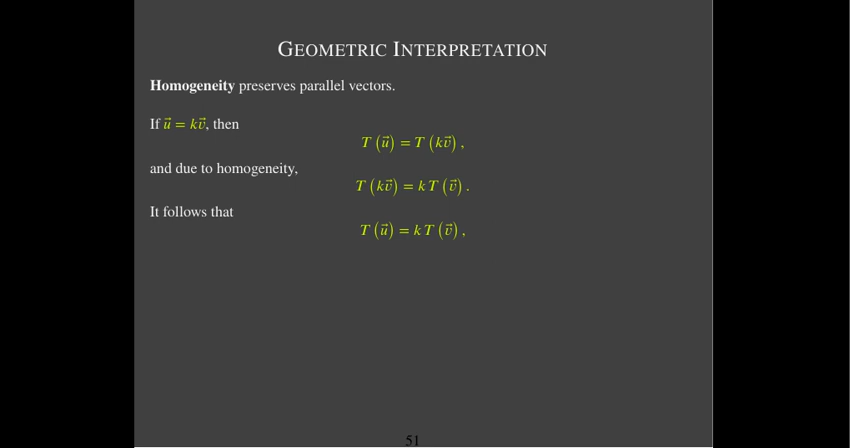 GEOMETRIC INTERPRETATION
Homogeneity preserves parallel vectors.
If u⃗ = kv⃗, then
T (u⃗) = T (kv⃗) ,
and due to homogeneity,
T (kv⃗) = k T (v⃗) .
It follows that
T (u⃗) = k T (v⃗) ,
51